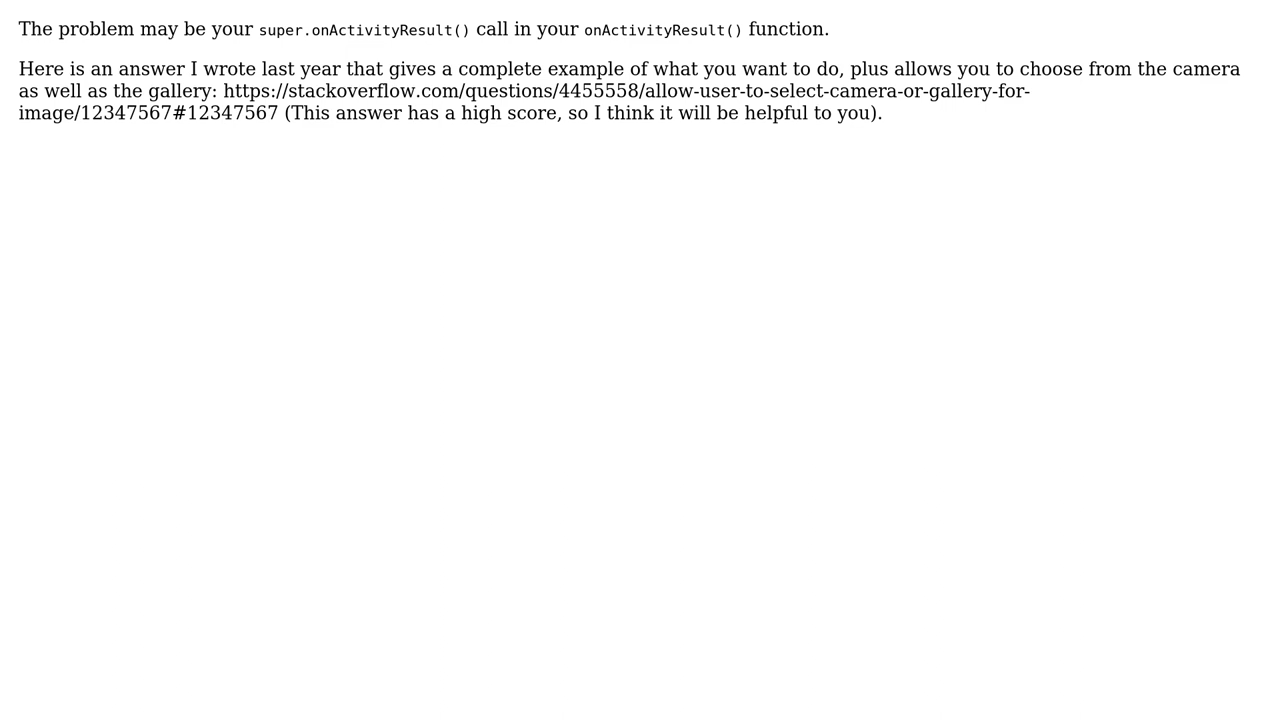 The problem may be your super.onActivityResult() call in your onActivityResult() function.
Here is an answer I wrote last year that gives a complete example of what you want to do, plus allows you to choose from the camera
as well as the gallery: https://stackoverflow.com/questions/4455558/allow-user-to-select-camera-or-gallery-for-
image/12347567#12347567 (This answer has a high score, so I think it will be helpful to you).